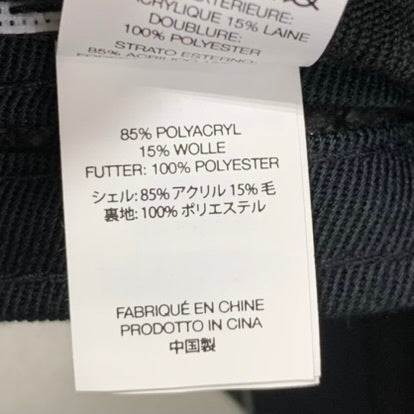 EXTÉRIEURE:
ACRYLIQUE 15% LAINE
DOUBLURE:
100% POLYESTER
STRATO ESTERNO:
85% POLYACRYL
15% WOLLE
FUTTER: 100% POLYESTER
シェル: 85% アクリル 15% 毛
裏地: 100% ポリエステル
FABRIQUÉ EN CHINE
PRODOTTO IN CINA
中国製